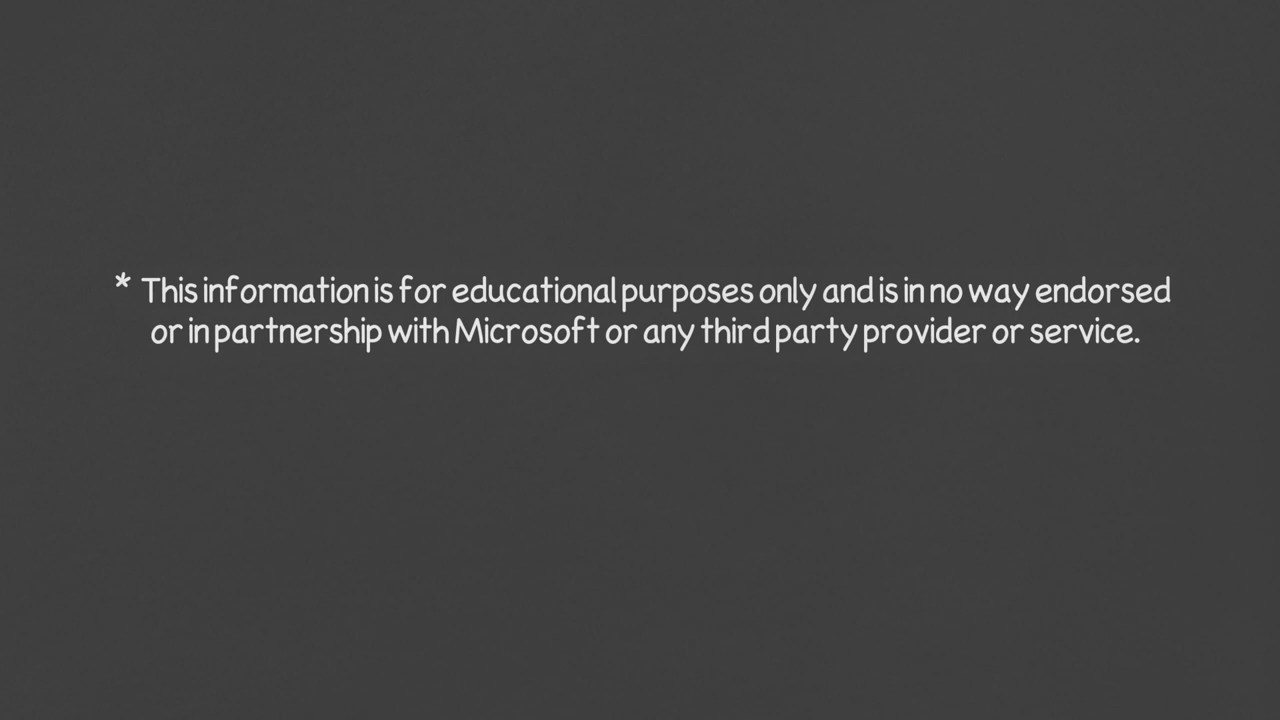 * This information is for educational purposes only and is in no way endorsed
or in partnership with Microsoft or any third party provider or service.